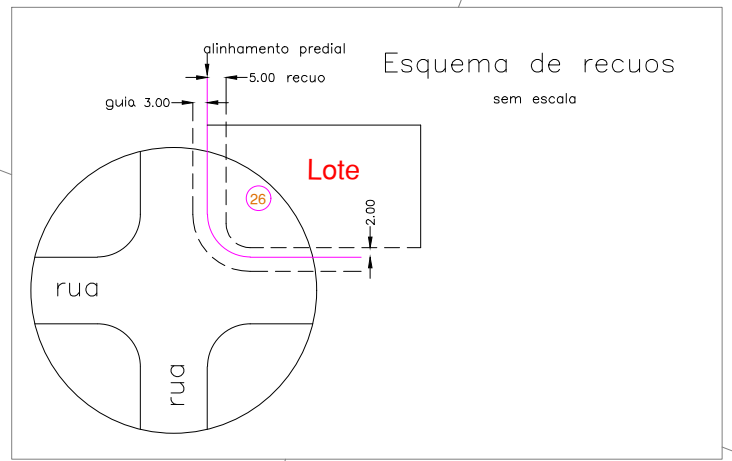 alinhamento predial
Esquema de recuos
5.00 recuo
sem escala
guia 3.00
Lote
26
2.00
rua
rua